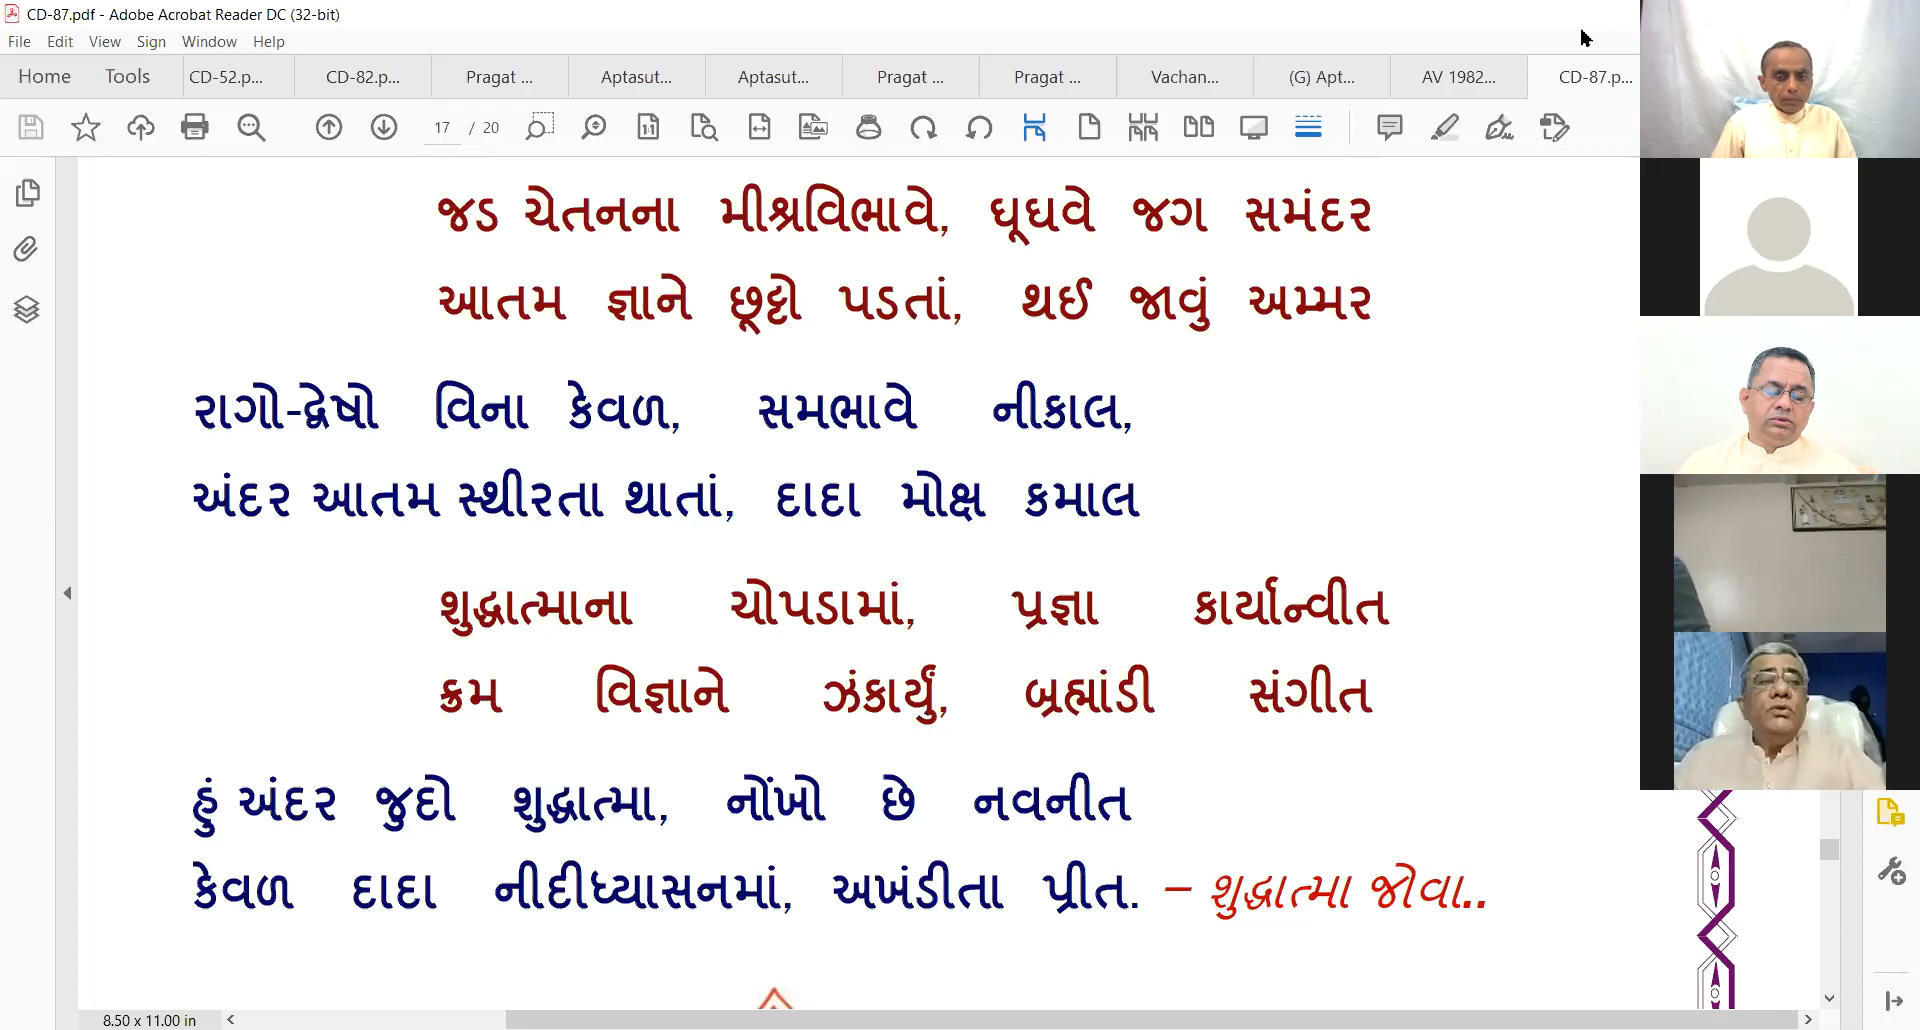 CD-87.pdf - Adobe Acrobat Reader DC (32-bit)
File Edit View Sign Window Help
Home Tools CD-52.p... CD-82.p... Pragat ... Aptasut... Aptasut... Pragat ... Pragat ... Vachan... (G) Apt... AV 1982... CD-87.p...
17 / 20
જડ ચેતનના મીશ્રવિભાવે, ઘૂઘવે જગ સમંદર
આતમ જ્ઞાને છૂટ્ટો પડતાં, થઈ જાવું અમ્મર
રાગો-દ્વેષો વિના કેવળ, સમભાવે નીકાલ,
અંદર આતમ સ્થીરતા થાતાં, દાદા મોક્ષ કમાલ
શુદ્ધાત્માના ચોપડામાં, પ્રજ્ઞા કાર્યાન્વીત
ક્રમ વિજ્ઞાને ઝંકાર્યું, બ્રહ્માંડી સંગીત
હું અંદર જુદો શુદ્ધાત્મા, નોંખો છે નવનીત
કેવળ દાદા નીદીધ્યાસનમાં, અખંડીતા પ્રીત. – શુદ્ધાત્મા જોવા..
8.50 x 11.00 in